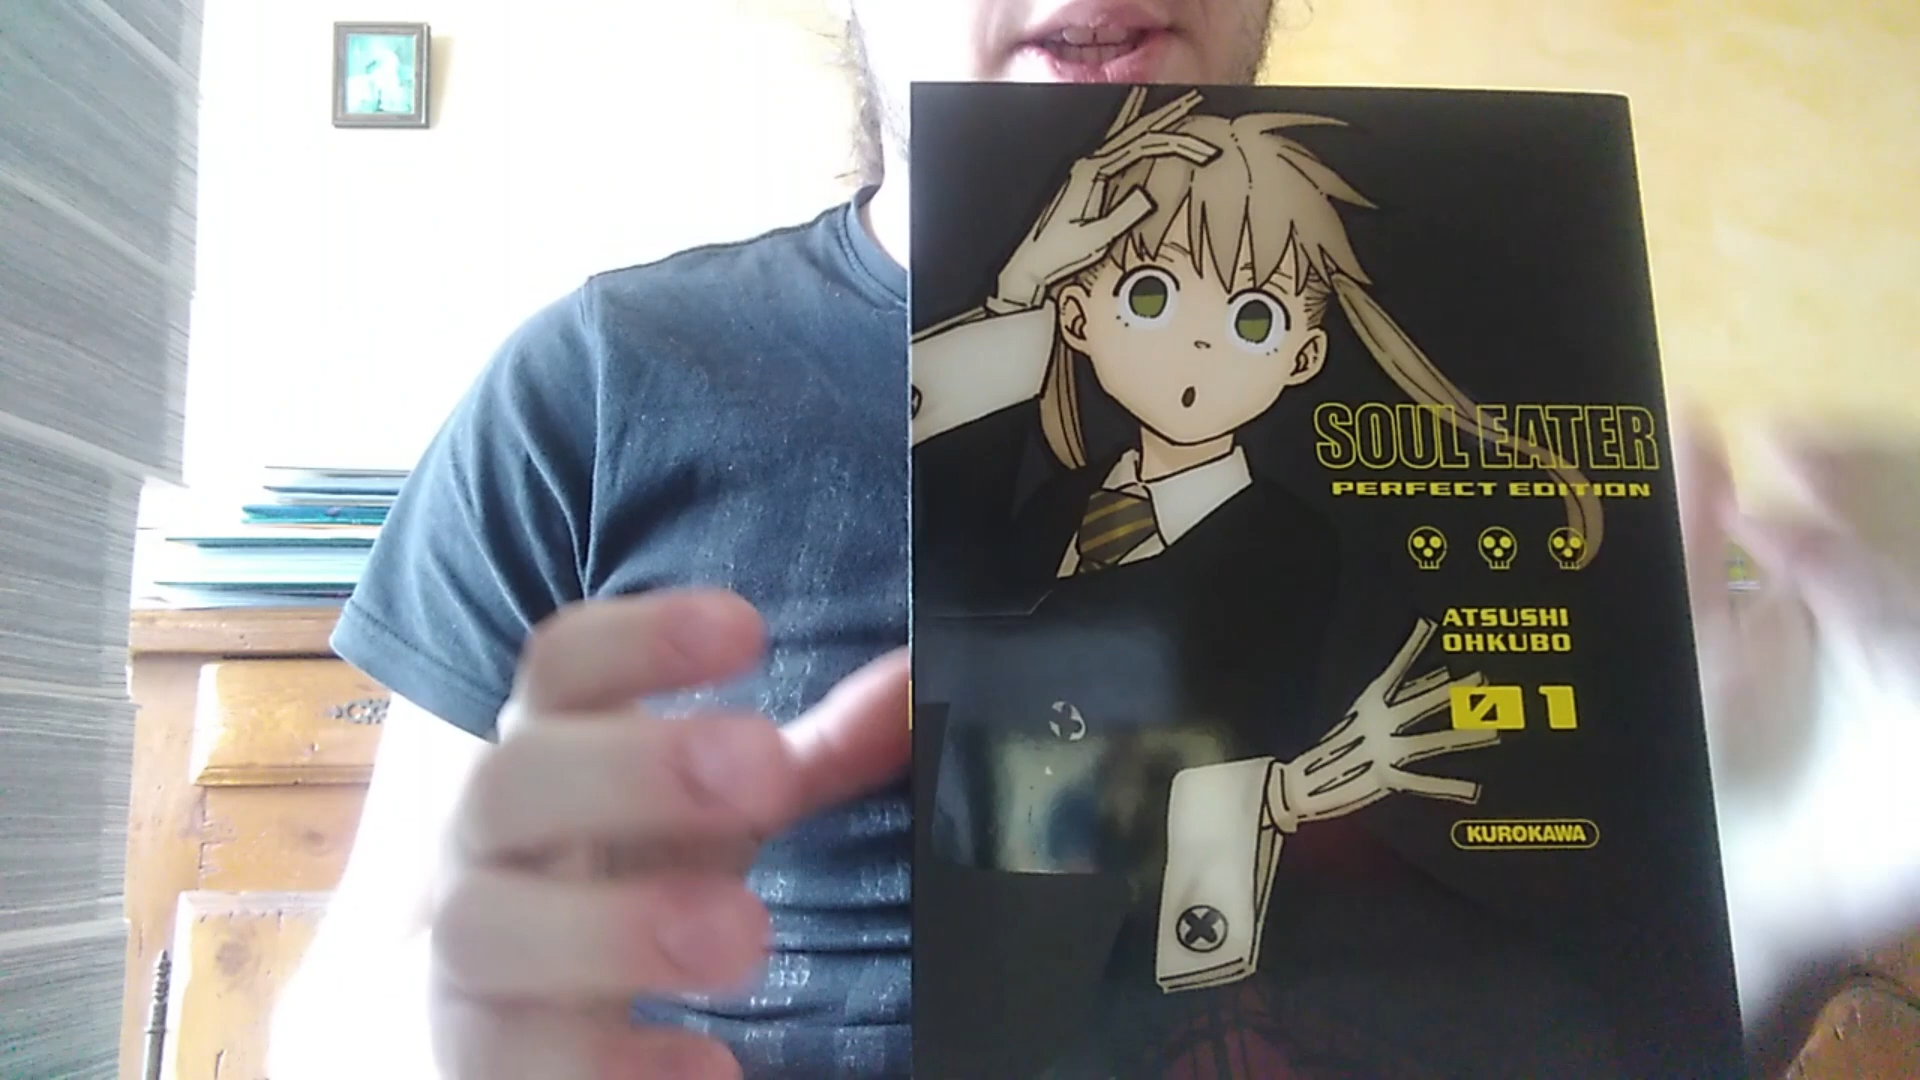 SOUL EATER
PERFECT EDITION
ATSUSHI
OHKUBO
01
KUROKAWA